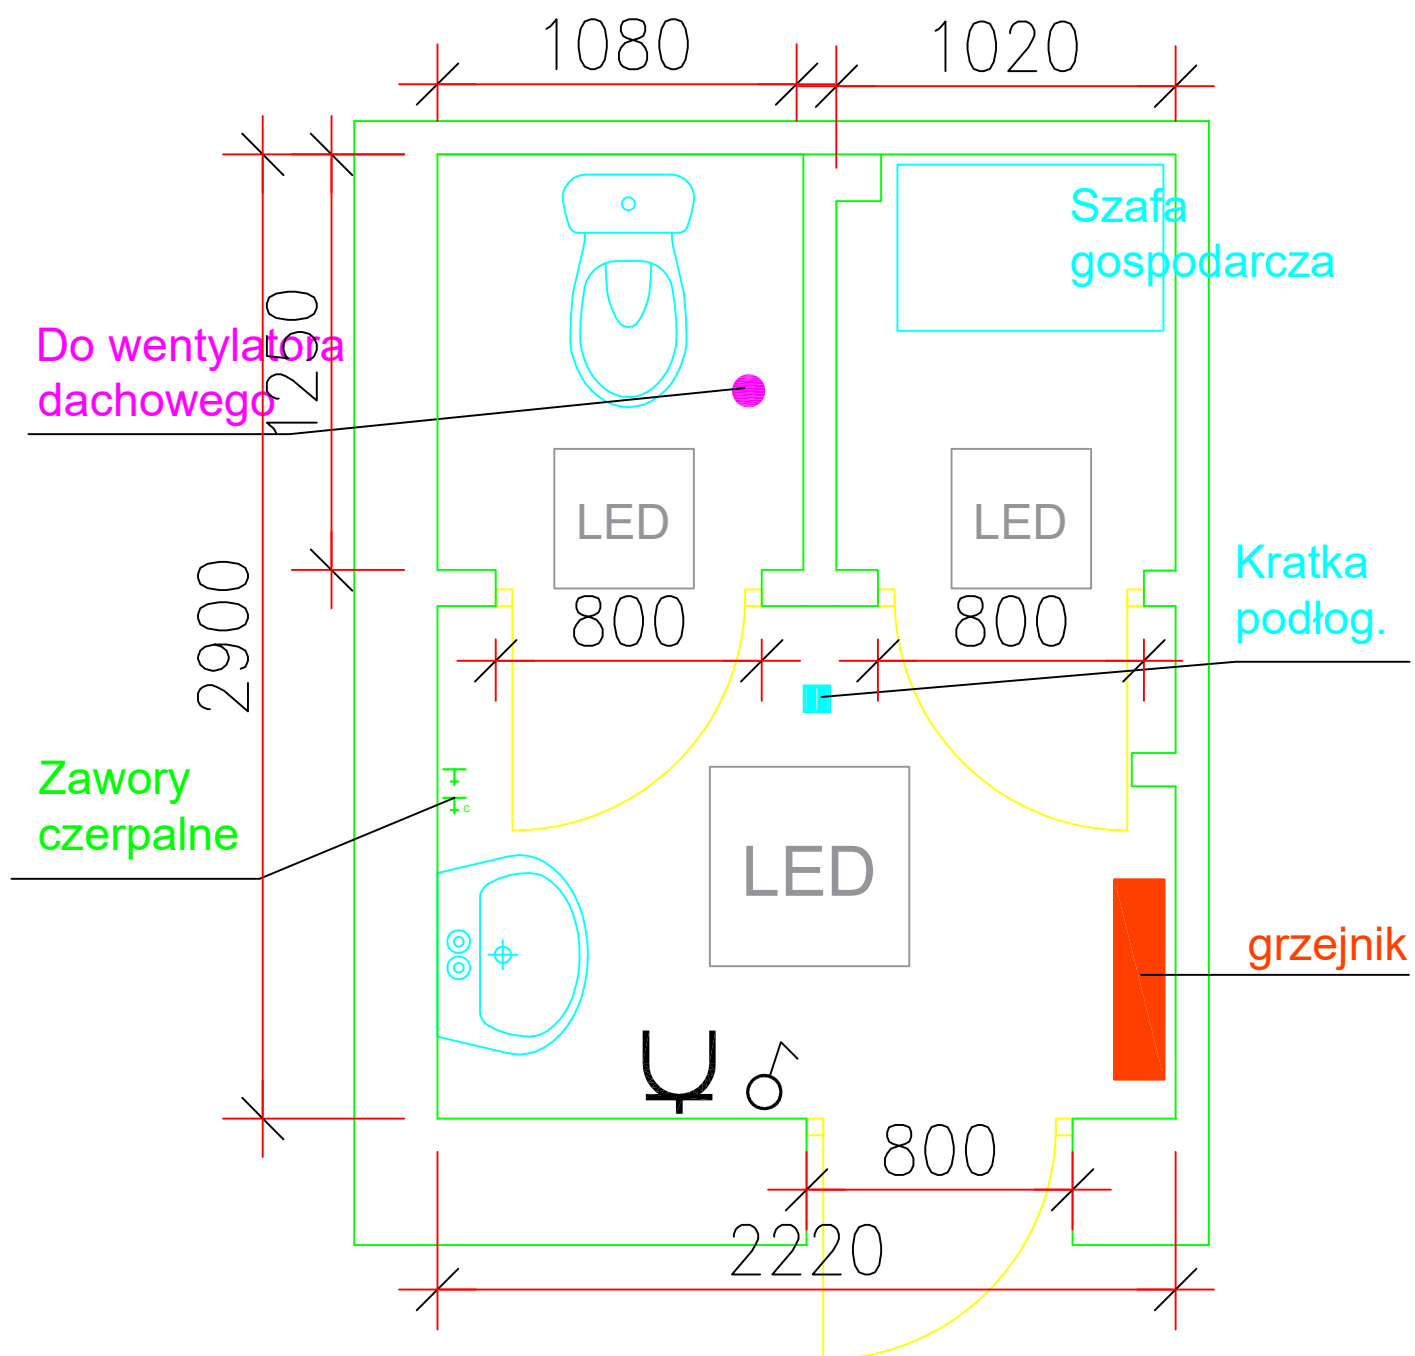 1080
1020
Szafa
gospodarcza
Do wentylatora
dachowego
1250
LED
LED
Kratka
podłog.
800
800
2900
Zawory
czerpalne
c
LED
grzejnik
800
2220